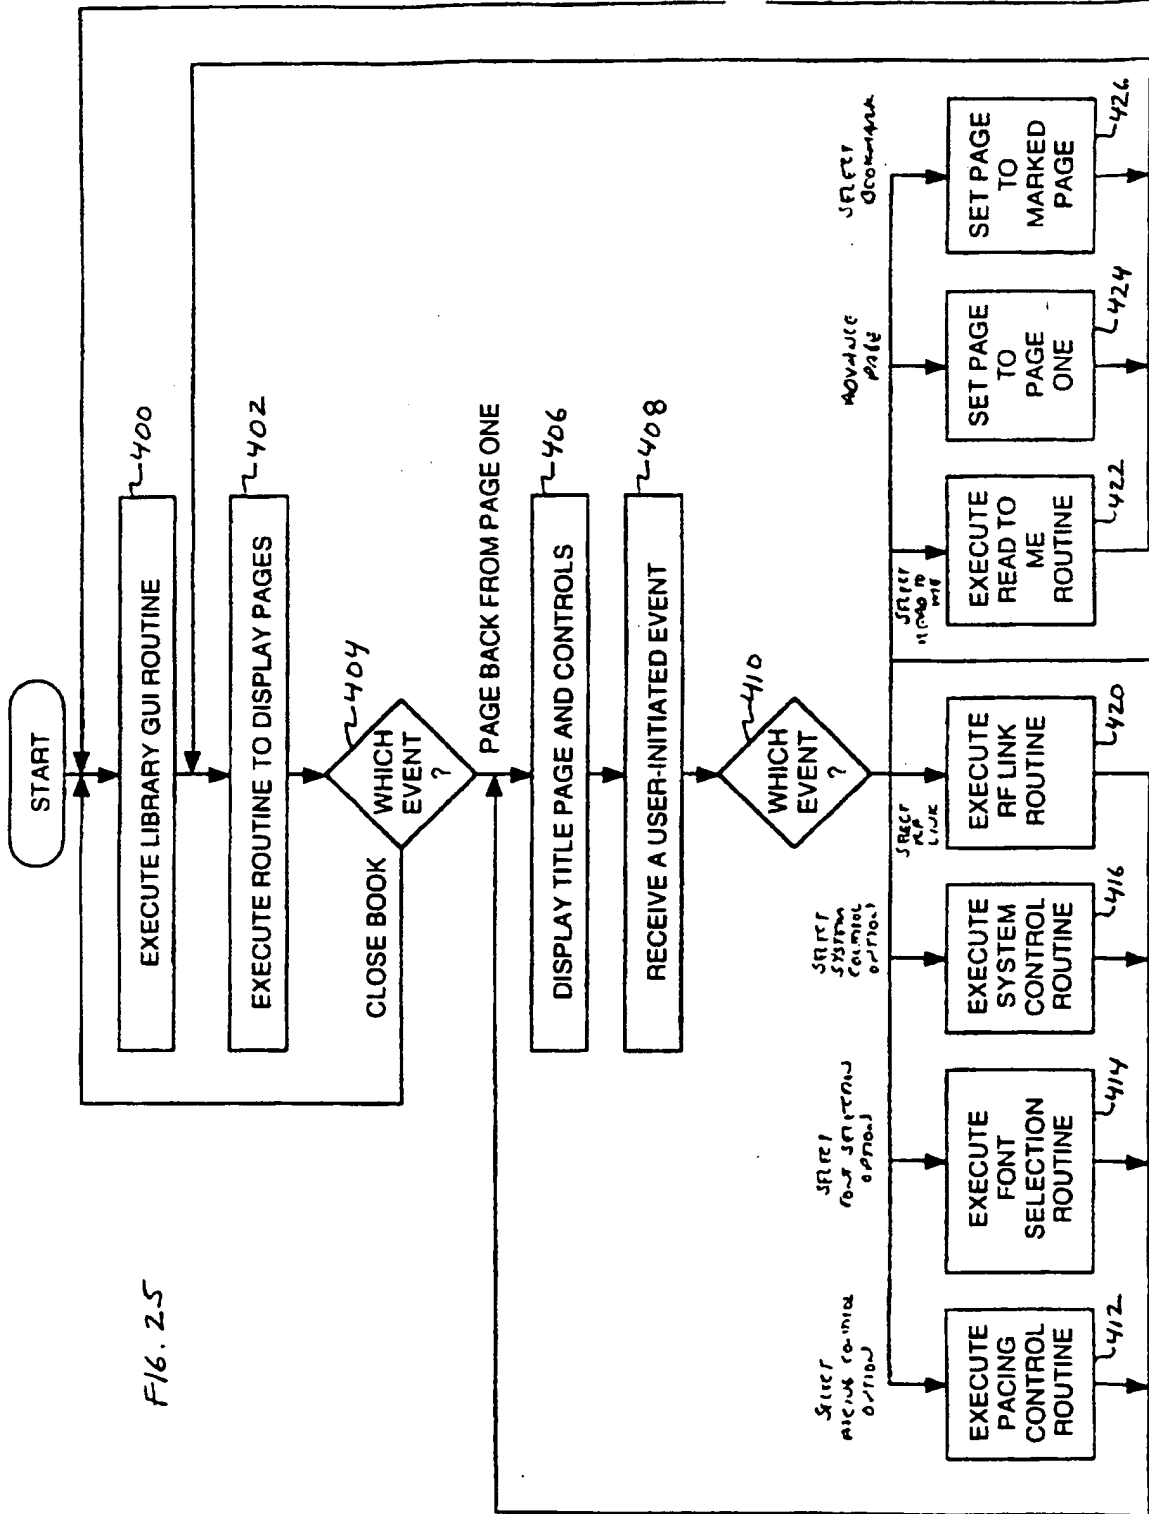 FIG. 25
START
EXECUTE LIBRARY GUI ROUTINE
400
EXECUTE ROUTINE TO DISPLAY PAGES
402
WHICH
EVENT
?
404
CLOSE BOOK
PAGE BACK FROM PAGE ONE
DISPLAY TITLE PAGE AND CONTROLS
406
RECEIVE A USER-INITIATED EVENT
408
WHICH
EVENT
?
410
SELECT
PACING CONTROL
OPTION
EXECUTE
PACING
CONTROL
ROUTINE
412
SELECT
FONT SELECTION
OPTION
EXECUTE
FONT
SELECTION
ROUTINE
414
SELECT
SYSTEM
CONTROL
OPTION
EXECUTE
SYSTEM
CONTROL
ROUTINE
416
SELECT
RF
LINK
EXECUTE
RF LINK
ROUTINE
420
SELECT
READ TO
ME
EXECUTE
READ TO
ME
ROUTINE
422
ADVANCE
PAGE
SET PAGE
TO
PAGE
ONE
424
SELECT
BOOKMARK
SET PAGE
TO
MARKED
PAGE
426